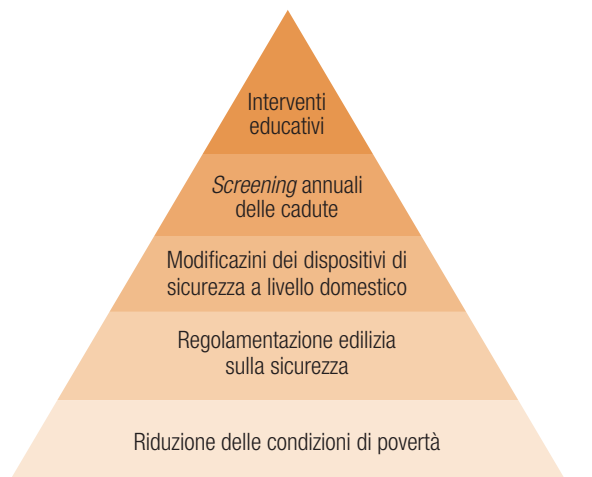 Interventi
educativi
Screening annuali
delle cadute
Modificazini dei dispositivi di
sicurezza a livello domestico
Regolamentazione edilizia
sulla sicurezza
Riduzione delle condizioni di povertà